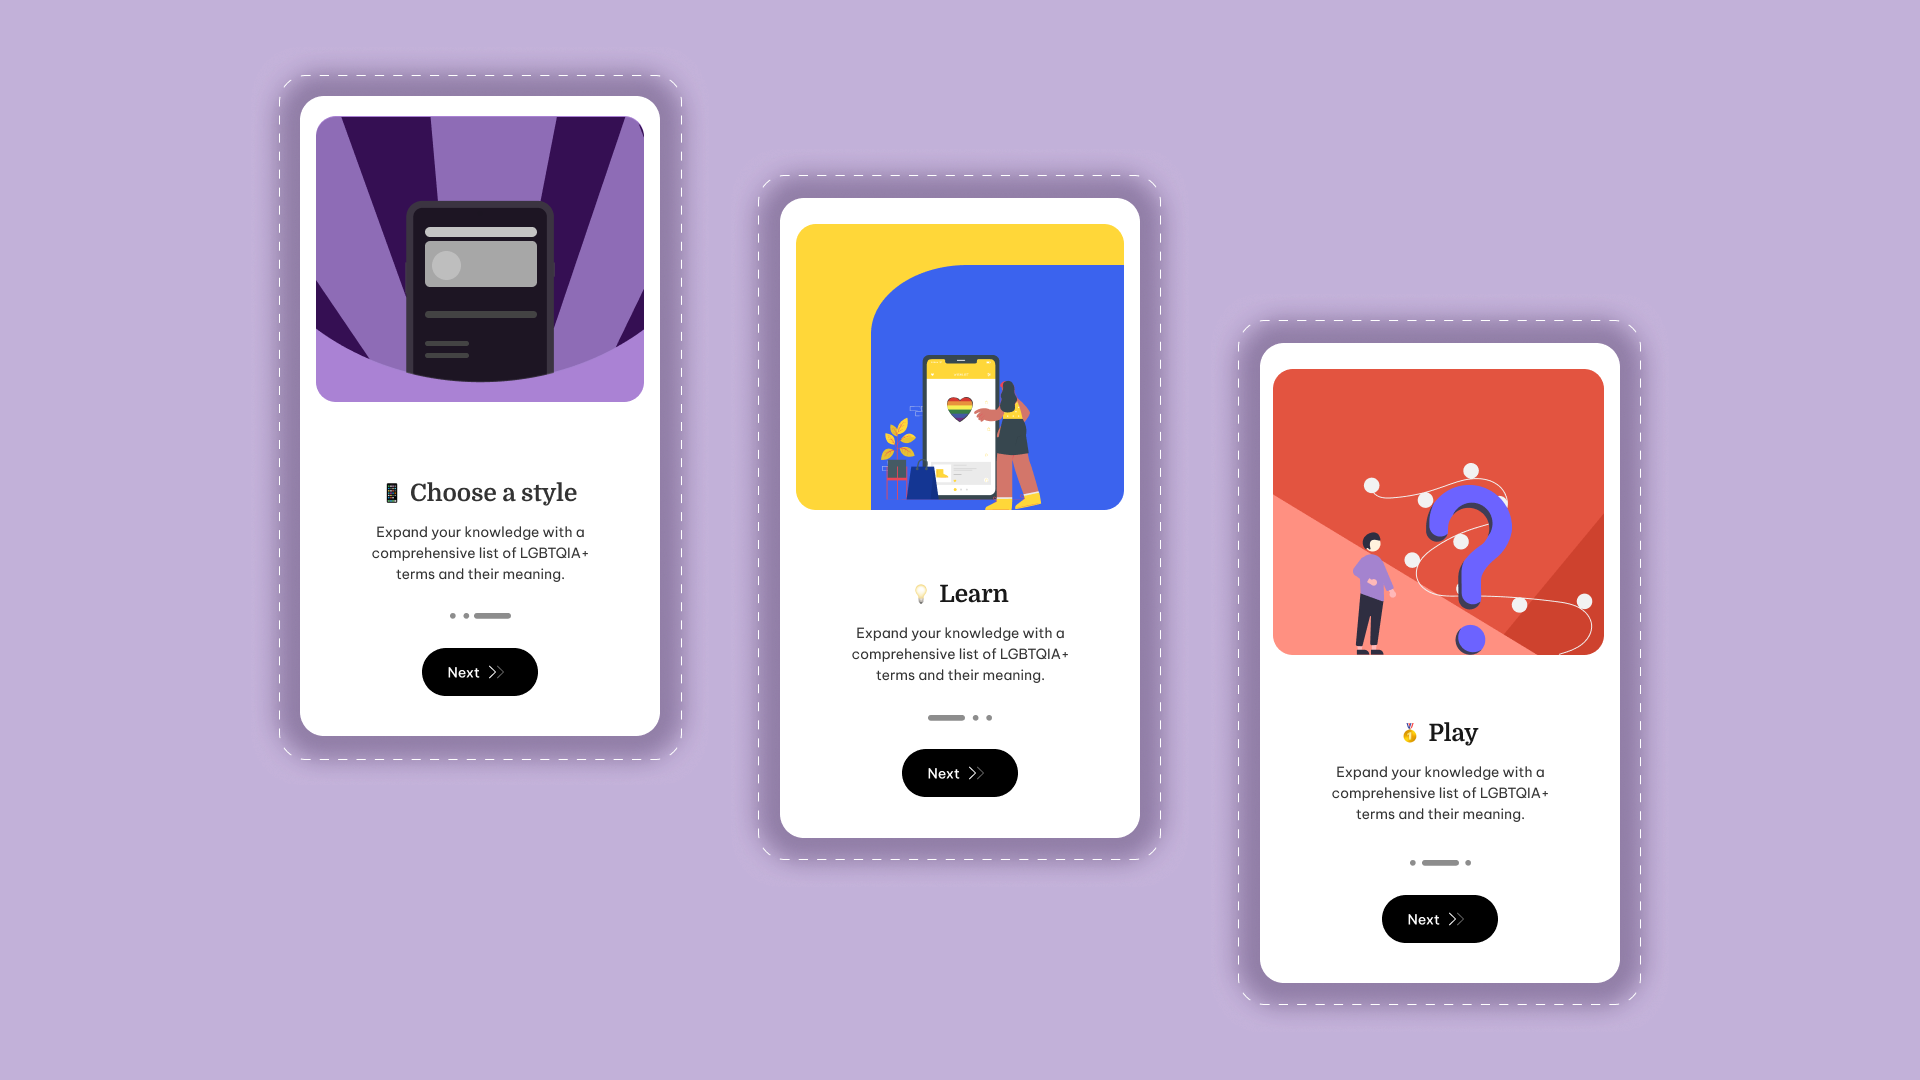 Choose a style
Expand your knowledge with a
comprehensive list of LGBTQIA+
terms and their meaning.
Next
Learn
Expand your knowledge with a
comprehensive list of LGBTQIA+
terms and their meaning.
Next
Play
Expand your knowledge with a
comprehensive list of LGBTQIA+
terms and their meaning.
Next